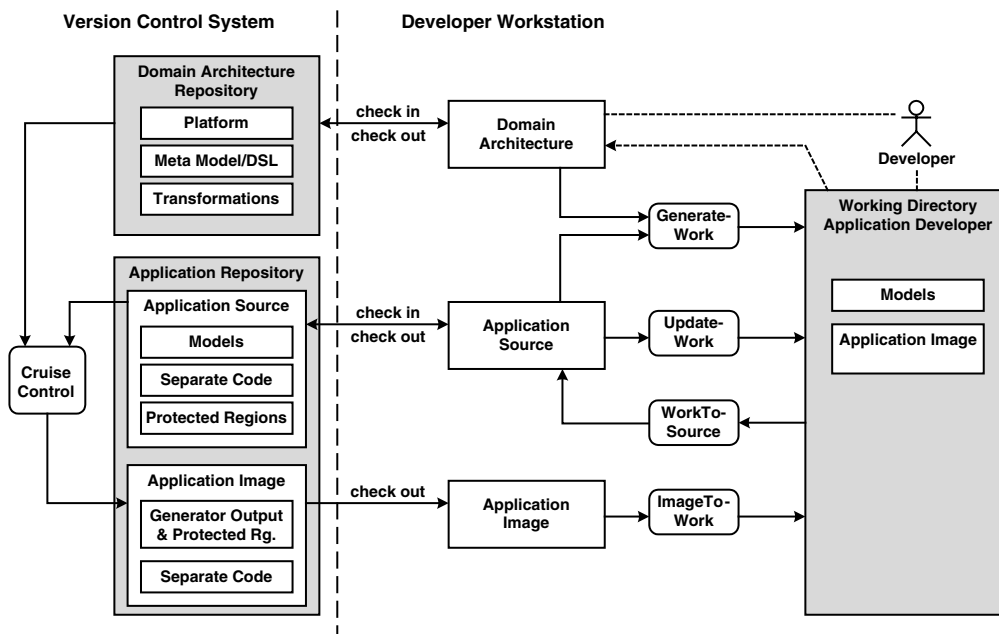 Version Control System
Developer Workstation
Domain Architecture
Repository
Platform
Meta Model/DSL
Transformations
check in
check out
Domain
Architecture
Developer
Generate-
Work
Working Directory
Application Developer
Models
Application Image
Application Repository
Application Source
Models
Separate Code
Protected Regions
check in
check out
Application
Source
Update-
Work
WorkTo-
Source
Cruise
Control
Application Image
Generator Output
& Protected Rg.
Separate Code
check out
Application
Image
ImageTo-
Work